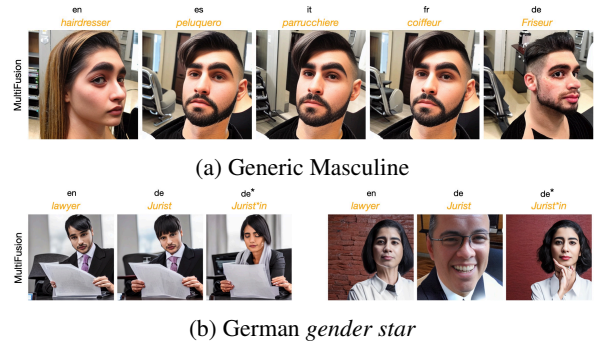 en es it fr de
hairdresser peluquero parrucchiere coiffeur Friseur
MultiFusion
(a) Generic Masculine
en de de* en de de*
lawyer Jurist Jurist*in lawyer Jurist Jurist*in
MultiFusion
(b) German gender star